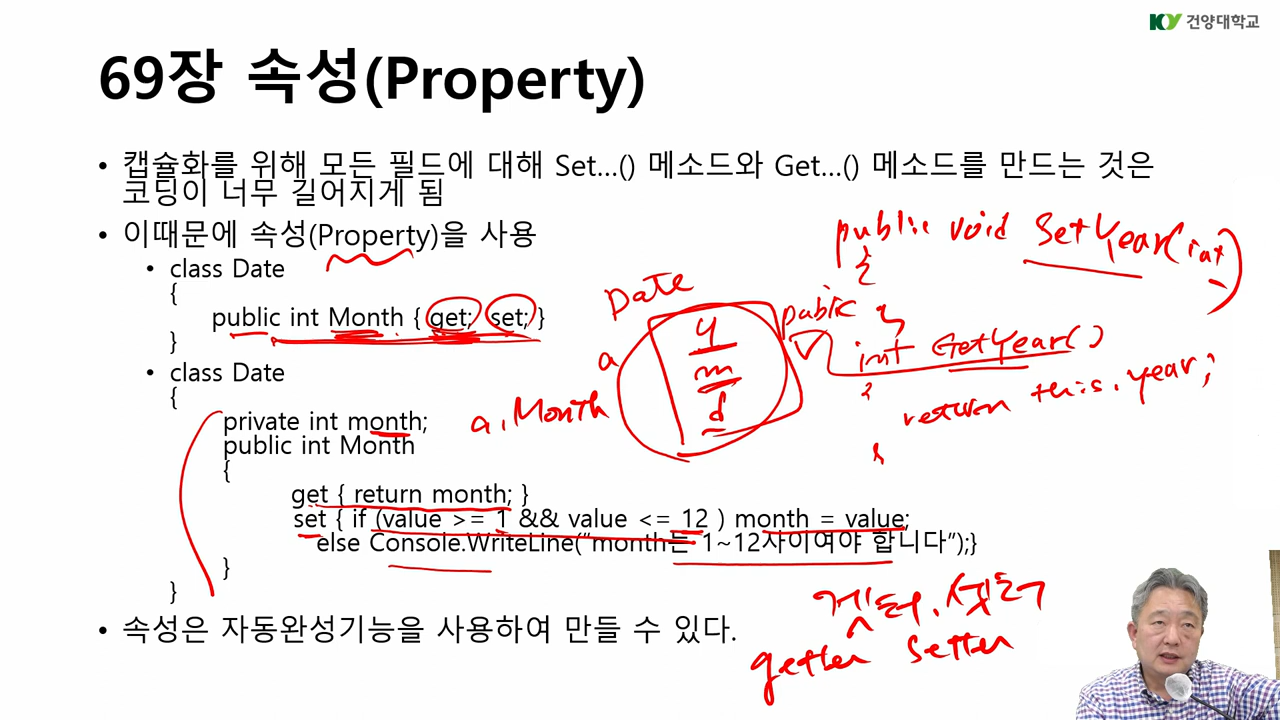 KY 건양대학교
69장 속성(Property)
• 캡슐화를 위해 모든 필드에 대해 Set...() 메소드와 Get...() 메소드를 만드는 것은
코딩이 너무 길어지게 됨
• 이때문에 속성(Property)을 사용
• class Date
{
public int Month { get; set; }
}
• class Date
{
private int month;
public int Month
{
get { return month; }
set { if (value >= 1 && value <= 12 ) month = value;
else Console.WriteLine("month는 1~12사이여야 합니다");}
}
}
• 속성은 자동완성기능을 사용하여 만들 수 있다.
public void SetYear(int)
{
}
Date
y
m
d
a
a.Month
public
int GetYear()
{
return this.year;
겟터, 셋터
getter setter